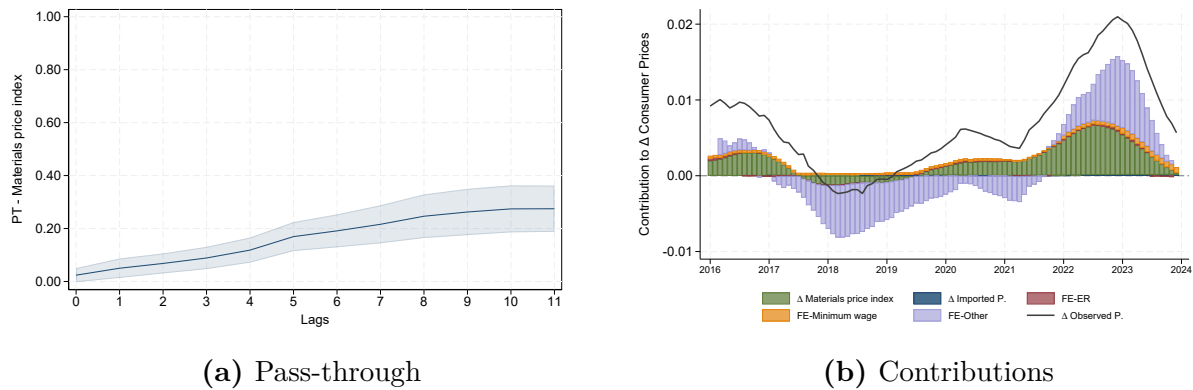 1.00
0.80
0.60
0.40
0.20
0.00
PT - Materials price index
0 1 2 3 4 5 6 7 8 9 10 11
Lags
(a) Pass-through
0.02
0.01
0.00
-0.01
Contribution to Δ Consumer Prices
2016 2017 2018 2019 2020 2021 2022 2023 2024
Δ Materials price index Δ Imported P. FE-ER
FE-Minimum wage FE-Other Δ Observed P.
(b) Contributions